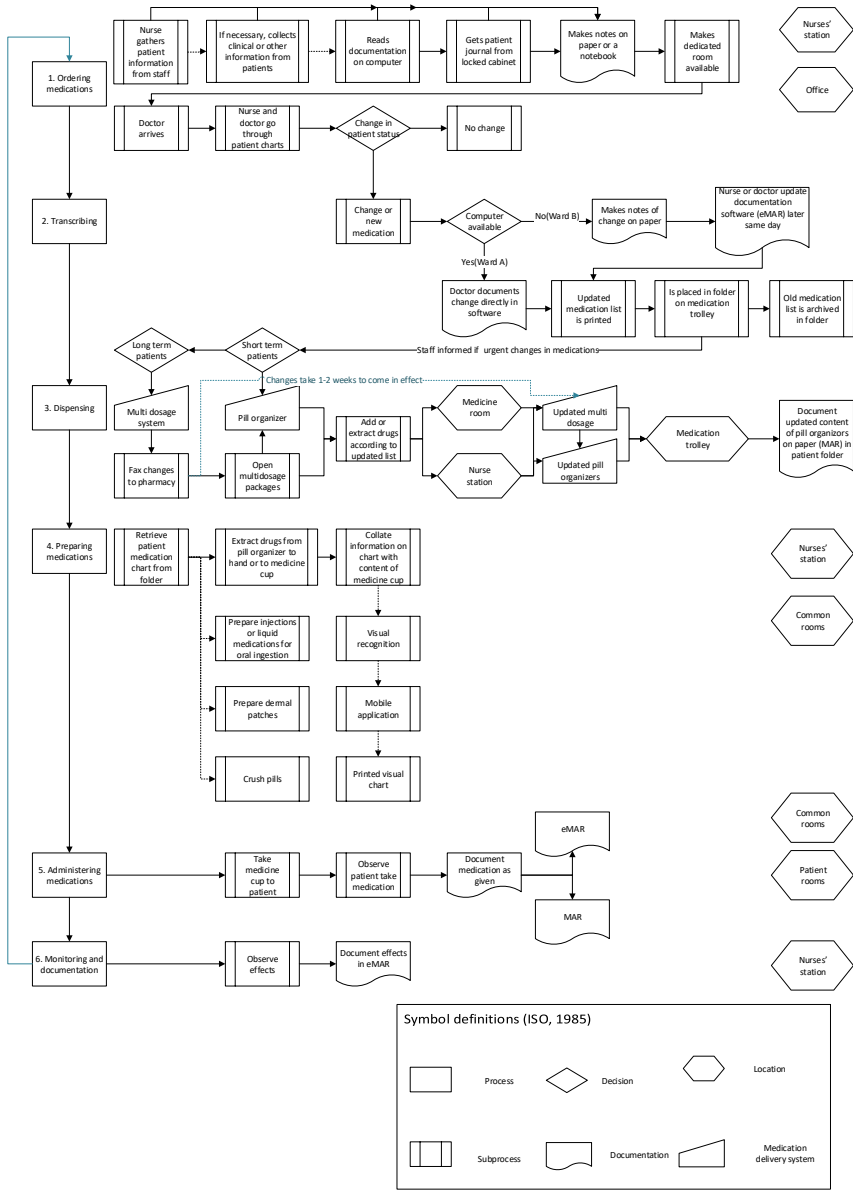 Nurse
gathers
patient
information
from staff
If necessary, collects
clinical or other
information from
patients
Reads
documentation
on computer
Gets patient
journal from
locked cabinet
Makes notes on
paper or a
notebook
Makes
dedicated
room
available
Nurses'
station
1. Ordering
medications
Office
Doctor
arrives
Nurse and
doctor go
through
patient charts
Change in
patient status
No change
2. Transcribing
Change or
new
medication
Computer
available
No(Ward B)
Makes notes of
change on paper
Nurse or doctor update
documentation
software (eMAR) later
same day
Yes(Ward A)
Doctor documents
change directly in
software
Updated
medication list
is printed
Is placed in folder
on medication
trolley
Old medication
list is archived
in folder
Long term
patients
Short term
patients
Staff informed if urgent changes in medications
Changes take 1-2 weeks to come in effect
3. Dispensing
Multi dosage
system
Pill organizer
Add or
extract drugs
according to
updated list
Medicine
room
Updated multi
dosage
Medication
trolley
Document
updated content
of pill organizors
on paper (MAR) in
patient folder
Fax changes
to pharmacy
Open
multidosage
packages
Nurse
station
Updated pill
organizers
4. Preparing
medications
Retrieve
patient
medication
chart from
folder
Extract drugs from
pill organizer to
hand or to medicine
cup
Collate
information on
chart with
content of
medicine cup
Nurses'
station
Prepare injections
or liquid
medications for
oral ingestion
Visual
recognition
Common
rooms
Prepare dermal
patches
Mobile
application
Crush pills
Printed visual
chart
Common
rooms
eMAR
5. Administering
medications
Take
medicine
cup to
patient
Observe
patient take
medication
Document
medication as
given
Patient
rooms
MAR
6. Monitoring and
documentation
Observe
effects
Document effects
in eMAR
Nurses'
station
Symbol definitions (ISO, 1985)
Process
Decision
Location
Subprocess
Documentation
Medication
delivery system